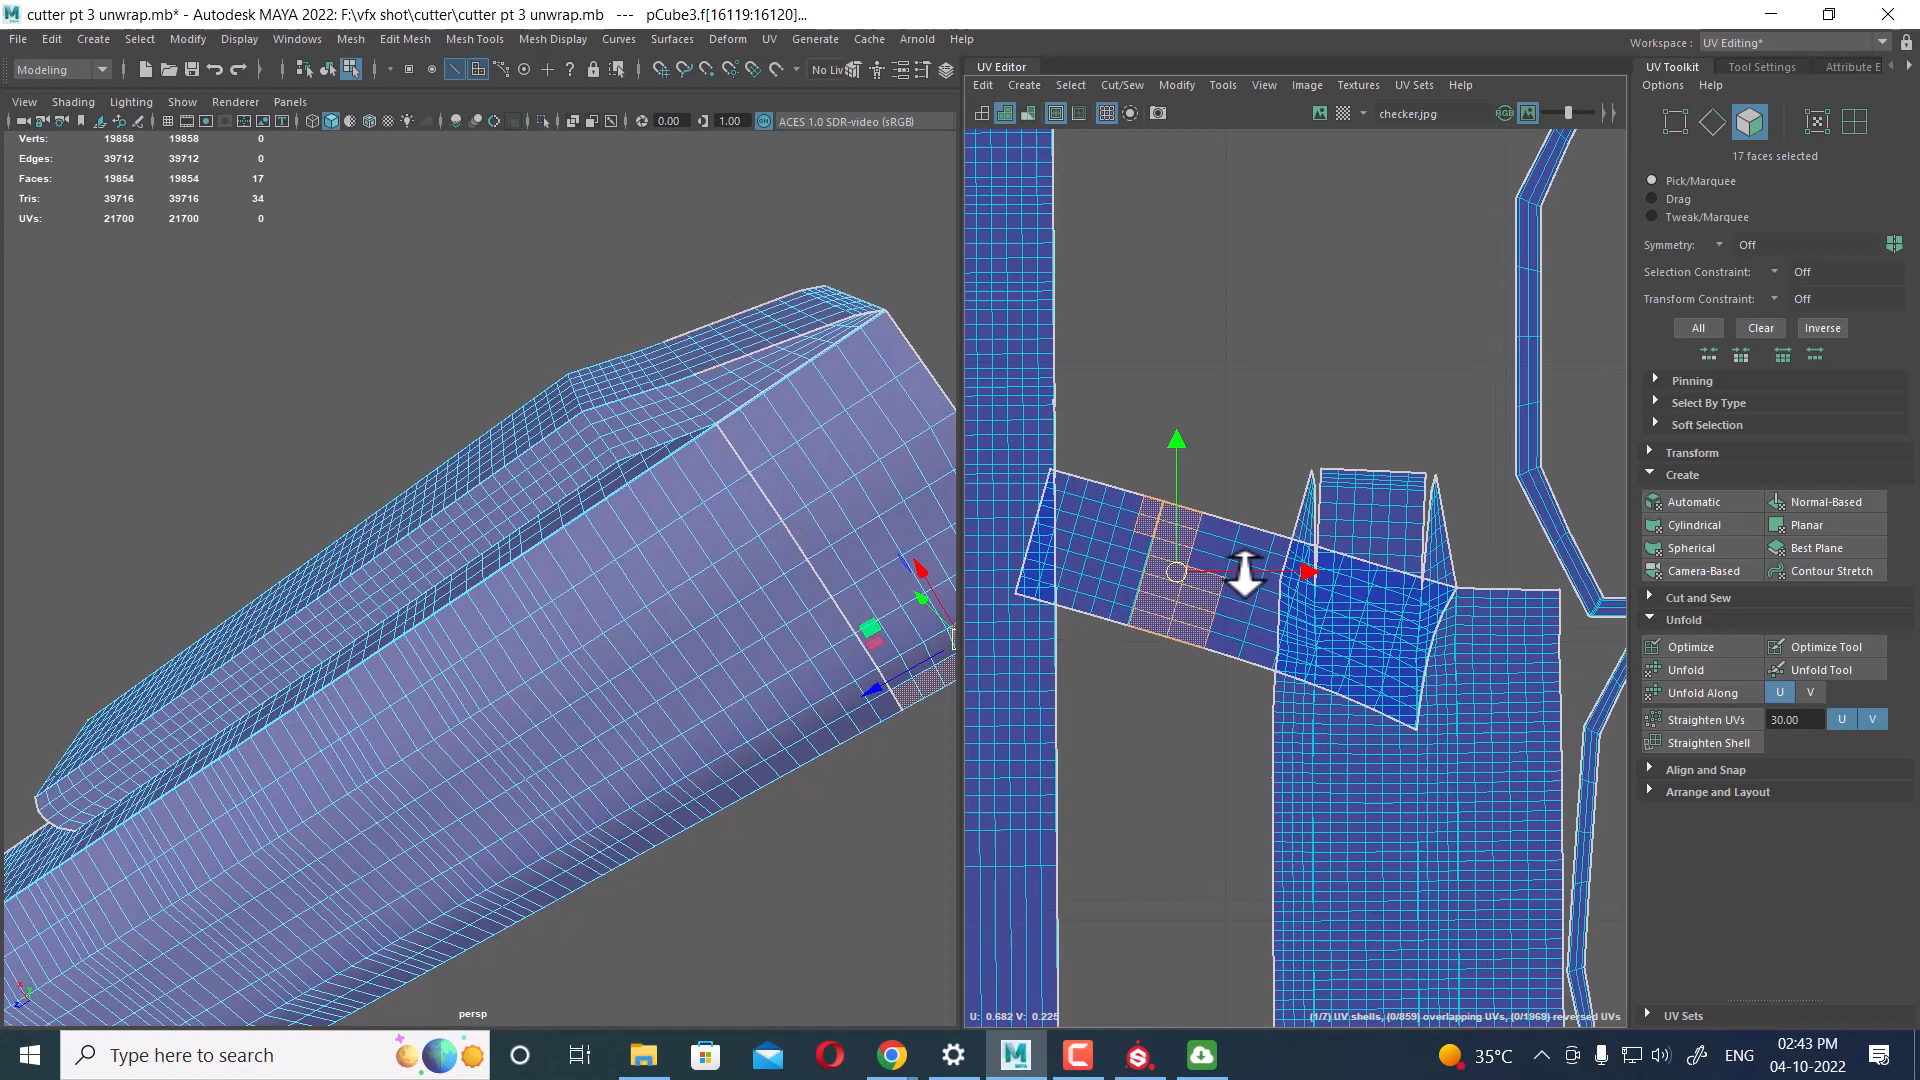 cutter pt 3 unwrap.mb* - Autodesk MAYA 2022: F:\vfx shot\cutter\cutter pt 3 unwrap.mb   ---   pCube3.f[16119:16120]...
File Edit Create Select Modify Display Windows Mesh Edit Mesh Mesh Tools Mesh Display Curves Surfaces Deform UV Generate Cache Arnold Help
Workspace : UV Editing*
Modeling
No Liv
UV Editor
UV Toolkit Tool Settings Attribute E
View Shading Lighting Show Renderer Panels
Edit Create Select Cut/Sew Modify Tools View Image Textures UV Sets Help
Options Help
0.00 1.00 ACES 1.0 SDR-video (sRGB)
checker.jpg
RGB
Verts: 19858 19858 0
Edges: 39712 39712 0
Faces: 19854 19854 17
Tris: 39716 39716 34
UVs: 21700 21700 0
17 faces selected
Pick/Marquee
Drag
Tweak/Marquee
Symmetry: Off
Selection Constraint: Off
Transform Constraint: Off
All Clear Inverse
Pinning
Select By Type
Soft Selection
Transform
Create
Automatic Normal-Based
Cylindrical Planar
Spherical Best Plane
Camera-Based Contour Stretch
Cut and Sew
Unfold
Optimize Optimize Tool
Unfold Unfold Tool
Unfold Along U V
Straighten UVs 30.00 U V
Straighten Shell
Align and Snap
Arrange and Layout
UV Sets
persp
U: 0.682 V: 0.225
(1/7) UV shells, (0/859) overlapping UVs, (0/1969) reversed UVs
Type here to search
35°C
ENG
02:43 PM
04-10-2022